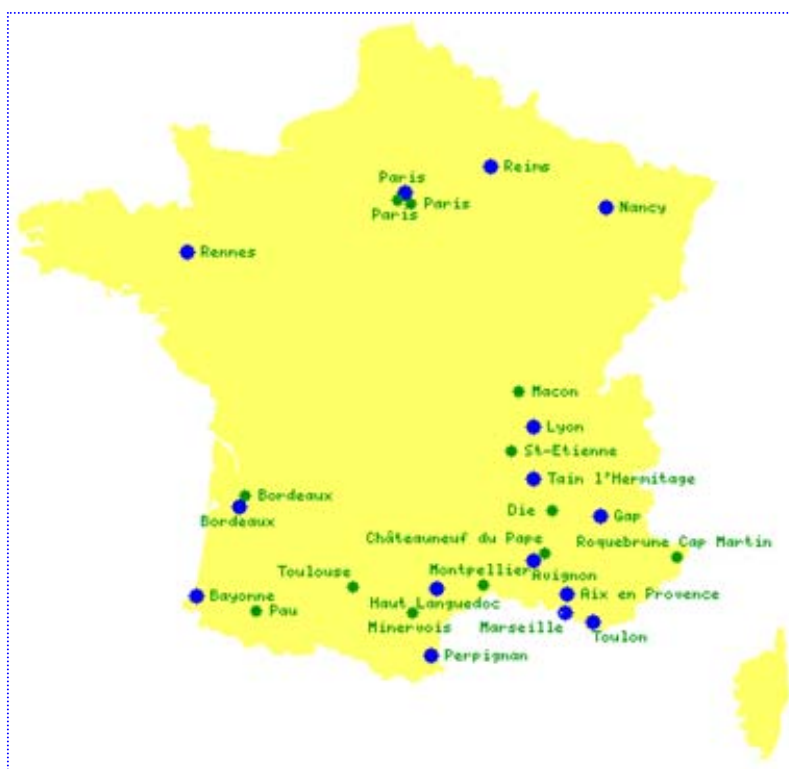 Reims
Paris
Paris
Nancy
Paris
Rennes
Macon
Lyon
St-Etienne
Tain l'Hermitage
Bordeaux
Die
Gap
Bordeaux
Châteauneuf du Pape
Roquebrune Cap Martin
Toulouse
Montpellier
Avignon
Bayonne
Haut Languedoc
Aix en Provence
Pau
Minervois
Marseille
Toulon
Perpignan